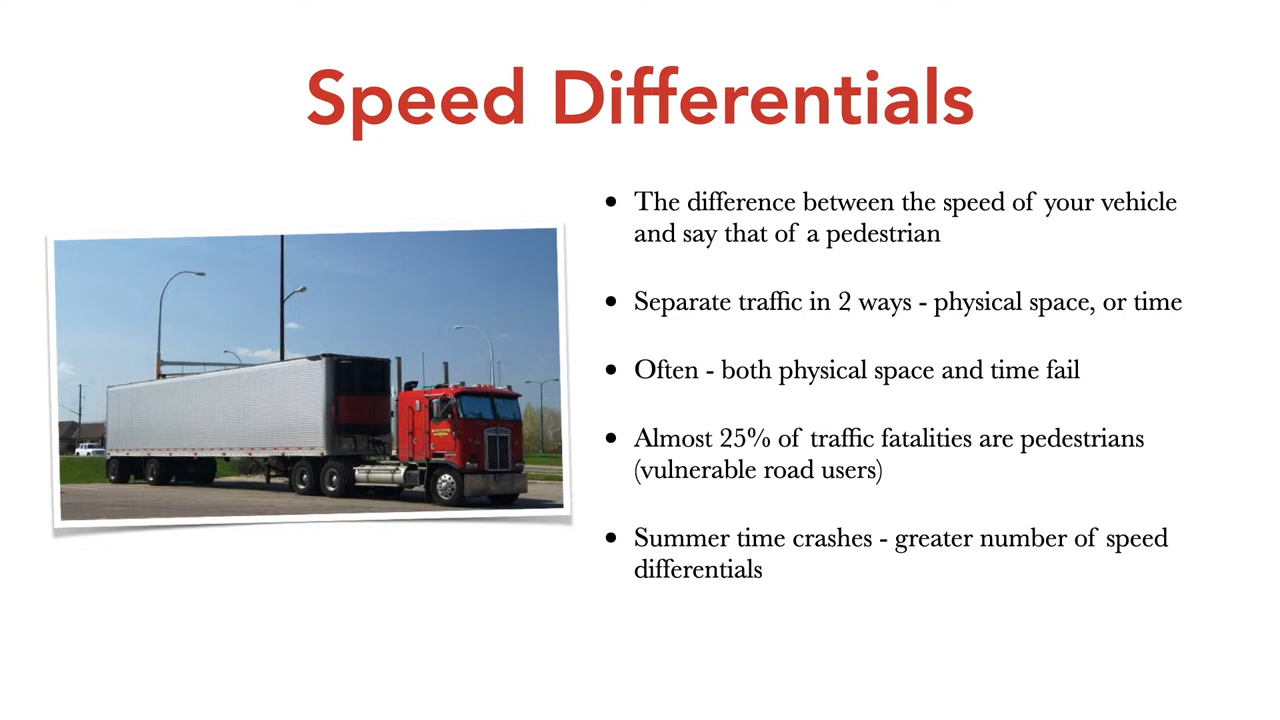 Speed Differentials
• The difference between the speed of your vehicle
and say that of a pedestrian
• Separate traffic in 2 ways - physical space, or time
• Often - both physical space and time fail
• Almost 25% of traffic fatalities are pedestrians
(vulnerable road users)
• Summer time crashes - greater number of speed
differentials